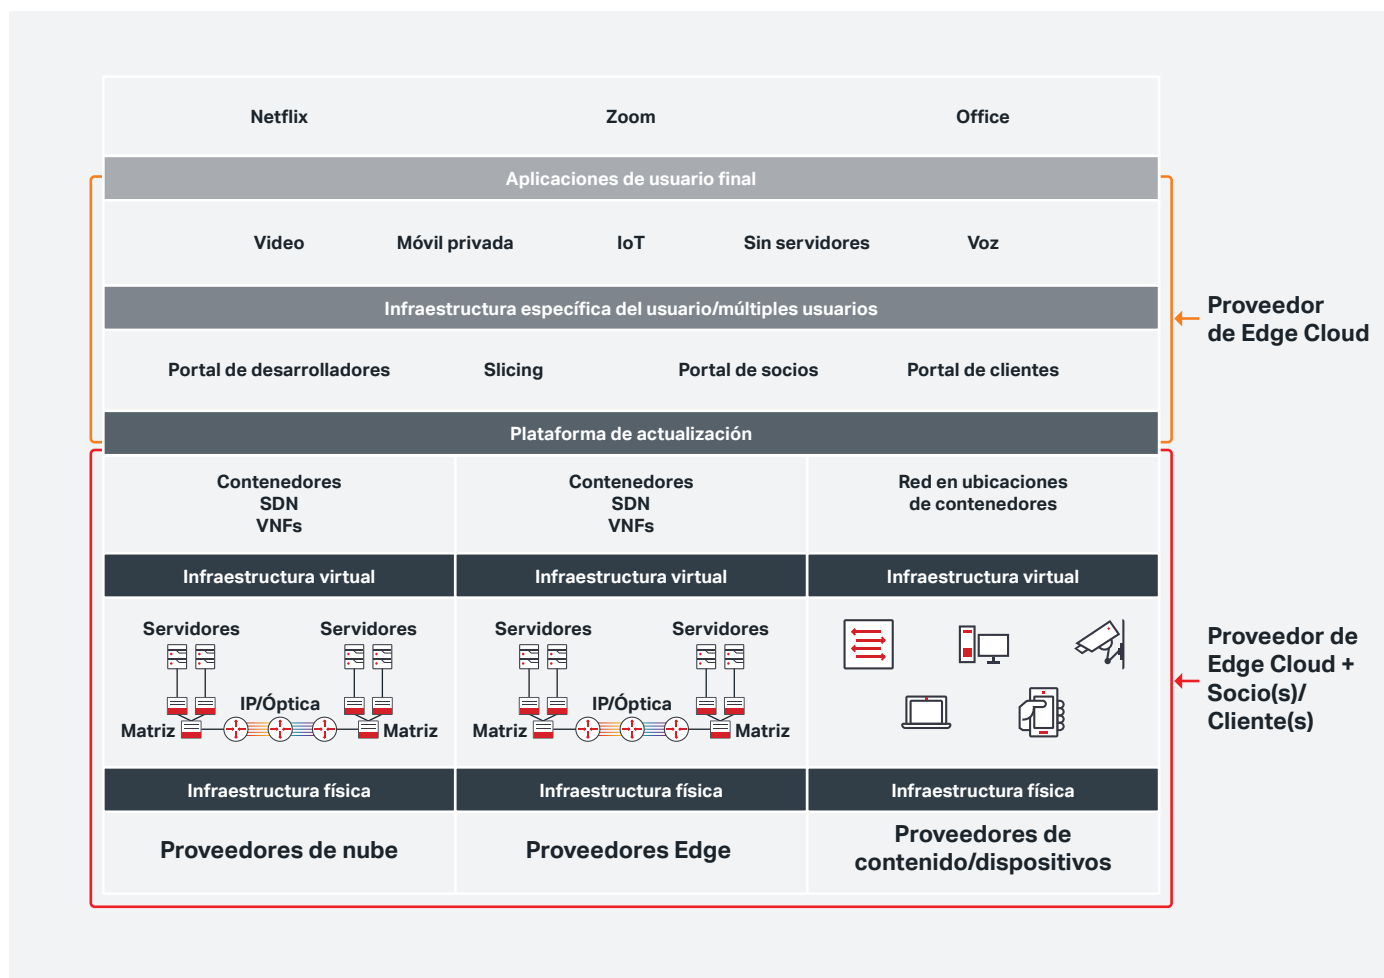 Netflix
Zoom
Office
Aplicaciones de usuario final
Video
Móvil privada
IoT
Sin servidores
Voz
Infraestructura específica del usuario/múltiples usuarios
Portal de desarrolladores
Slicing
Portal de socios
Portal de clientes
Plataforma de actualización
Proveedor
de Edge Cloud
Contenedores
SDN
VNFs
Contenedores
SDN
VNFs
Red en ubicaciones
de contenedores
Infraestructura virtual
Infraestructura virtual
Infraestructura virtual
Servidores
Servidores
IP/Óptica
Matriz
Matriz
Servidores
Servidores
IP/Óptica
Matriz
Matriz
Infraestructura física
Infraestructura física
Infraestructura física
Proveedores de nube
Proveedores Edge
Proveedores de
contenido/dispositivos
Proveedor de
Edge Cloud +
Socio(s)/
Cliente(s)